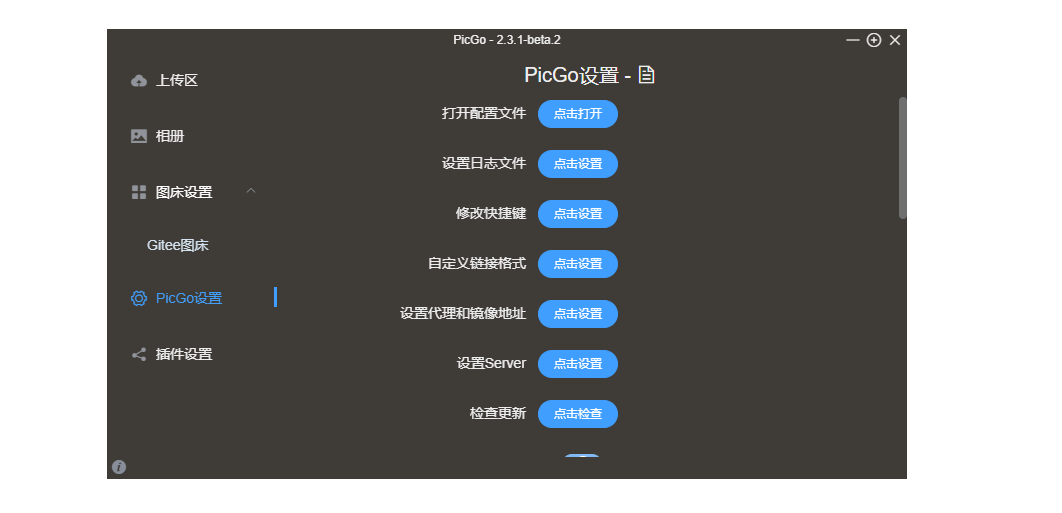 PicGo - 2.3.1-beta.2
上传区
相册
图床设置
Gitee图床
PicGo设置
插件设置
PicGo设置 -
打开配置文件 点击打开
设置日志文件 点击设置
修改快捷键 点击设置
自定义链接格式 点击设置
设置代理和镜像地址 点击设置
设置Server 点击设置
检查更新 点击检查